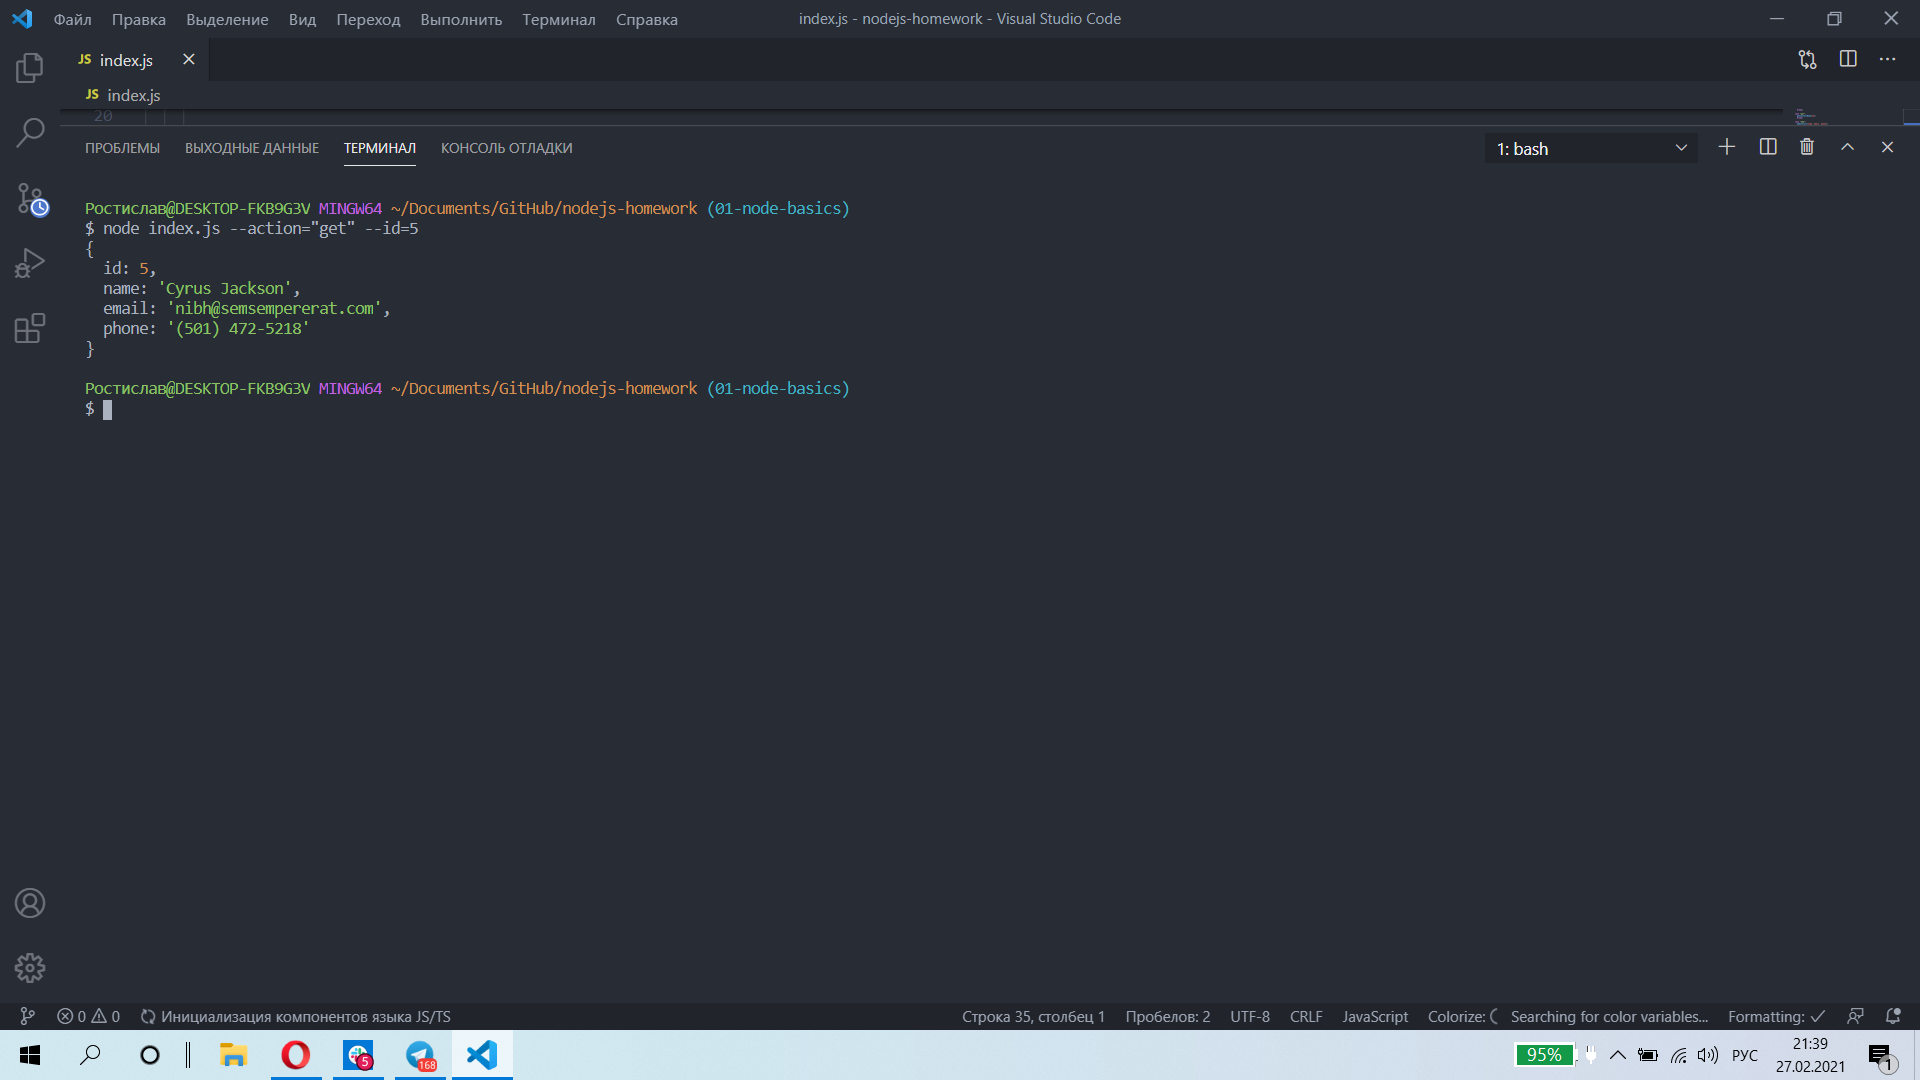 Файл Правка Выделение Вид Переход Выполнить Терминал Справка index.js - nodejs-homework - Visual Studio Code
JS index.js
JS index.js
20
ПРОБЛЕМЫ ВЫХОДНЫЕ ДАННЫЕ ТЕРМИНАЛ КОНСОЛЬ ОТЛАДКИ 1: bash
Ростислав@DESKTOP-FKB9G3V MINGW64 ~/Documents/GitHub/nodejs-homework (01-node-basics)
$ node index.js --action="get" --id=5
{
  id: 5,
  name: 'Cyrus Jackson',
  email: 'nibh@semsempererat.com',
  phone: '(501) 472-5218'
}
Ростислав@DESKTOP-FKB9G3V MINGW64 ~/Documents/GitHub/nodejs-homework (01-node-basics)
$
0 0 Инициализация компонентов языка JS/TS Строка 35, столбец 1 Пробелов: 2 UTF-8 CRLF JavaScript Colorize: Searching for color variables... Formatting:
5 168 95% РУС 21:39
27.02.2021 1